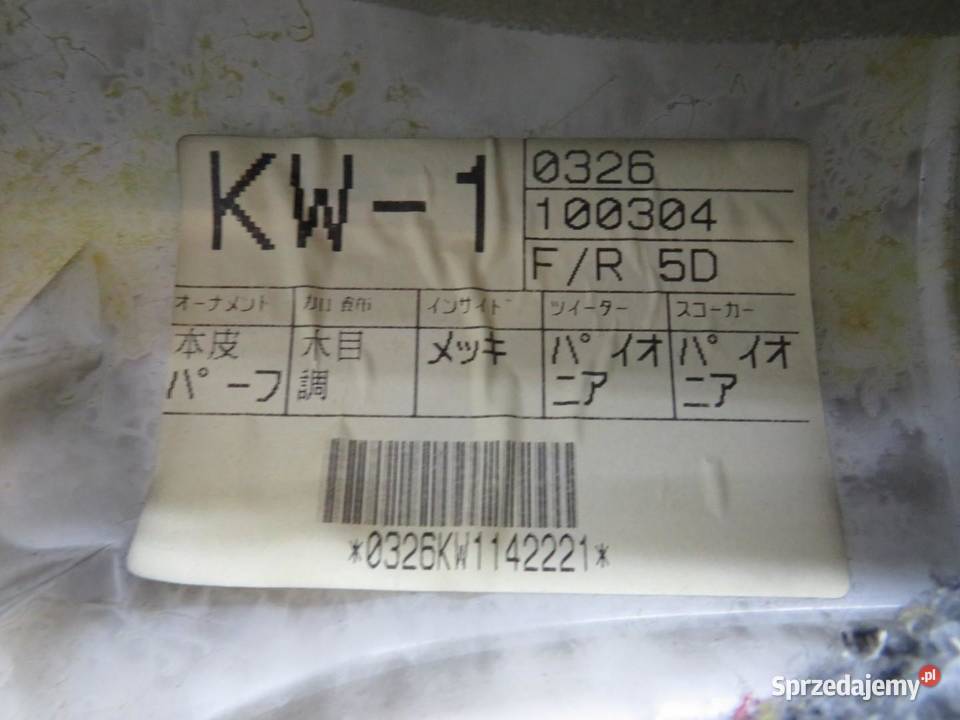 KW-1
0326
100304
F/R 5D
オーナメント 加飾 インサイド ツイーター スコーカー
本皮 木目 メッキ パイオ パイオ
パーフ 調 ニア ニア
*0326KW1142221*
Sprzedajemy.pl